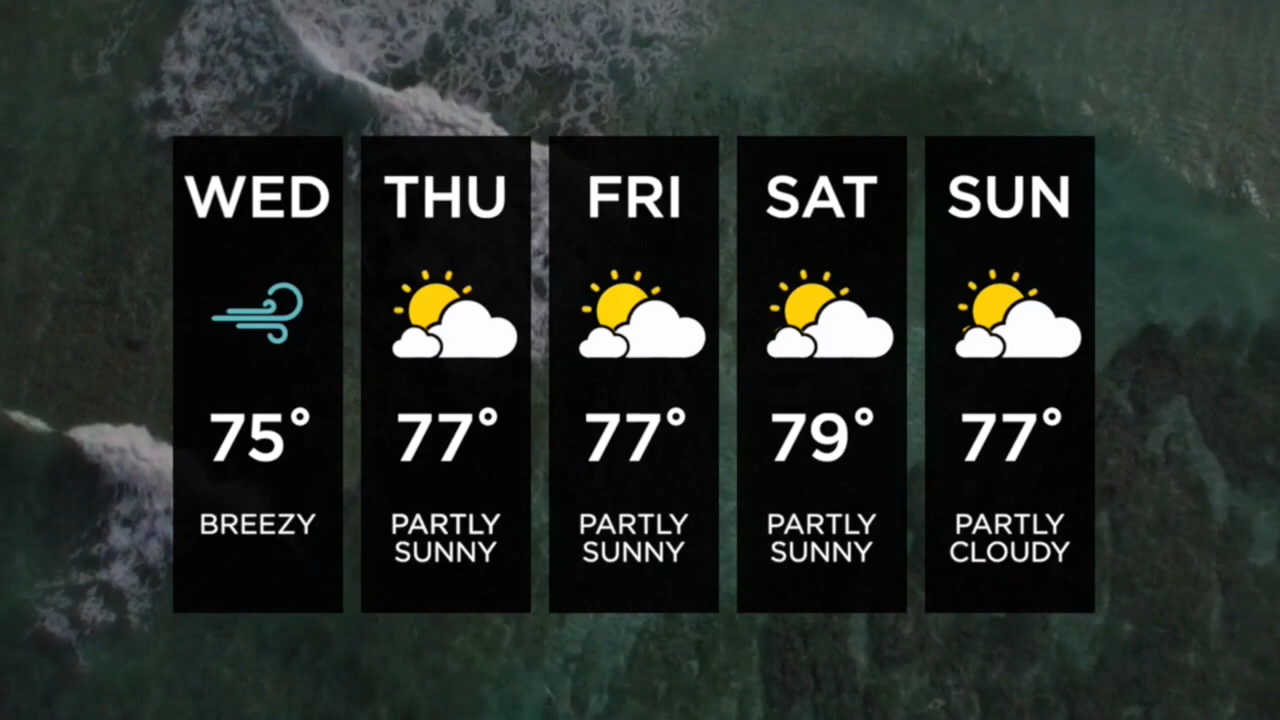 WED
75°
BREEZY
THU
77°
PARTLY
SUNNY
FRI
77°
PARTLY
SUNNY
SAT
79°
PARTLY
SUNNY
SUN
77°
PARTLY
CLOUDY